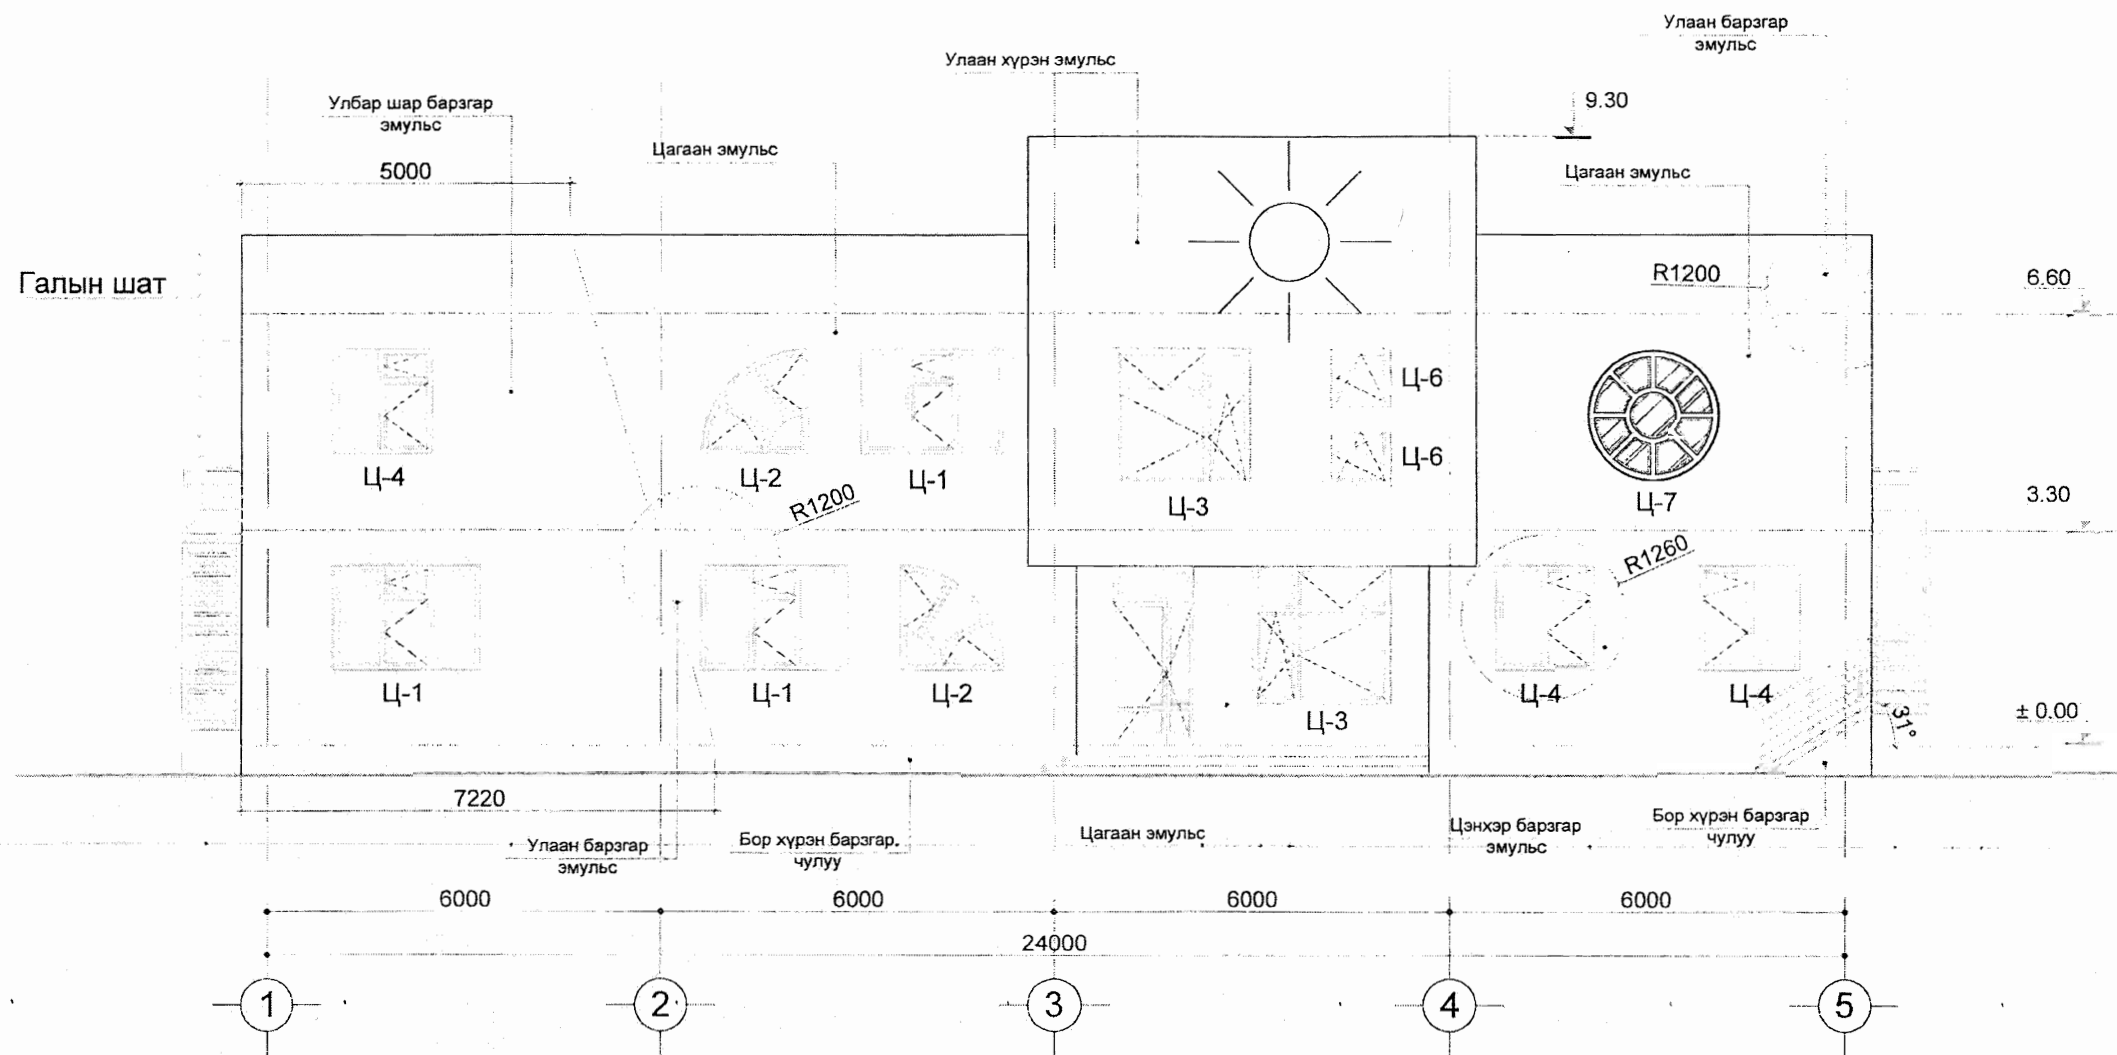 Улаан барзгар
эмульс
Улаан хүрэн эмульс
9.30
Улбар шар барзгар
эмульс
Цагаан эмульс
5000
Цагаан эмульс
Галын шат
R1200
6.60
Ц-6
Ц-4
Ц-2
Ц-1
Ц-6
R1200
Ц-3
Ц-7
3.30
R1260
Ц-1
Ц-1
Ц-2
Ц-3
Ц-4
Ц-4
31°
± 0.00
7220
Улаан барзгар
эмульс
Бор хүрэн барзгар
чулуу
Цагаан эмульс
Цэнхэр барзгар
эмульс
Бор хүрэн барзгар
чулуу
6000
6000
6000
6000
24000
1
2
3
4
5